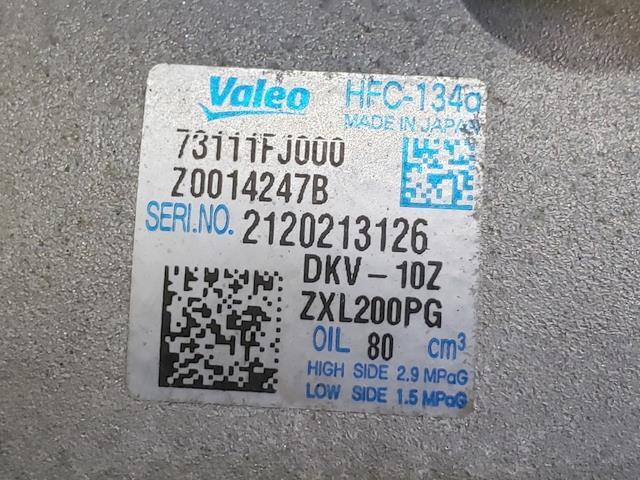 Valeo HFC-134a
MADE IN JAPAN
73111FJ000
Z0014247B
SERI.NO. 2120213126
DKV-10Z
ZXL200PG
OIL 80 cm³
HIGH SIDE 2.9 MPaG
LOW SIDE 1.5 MPaG